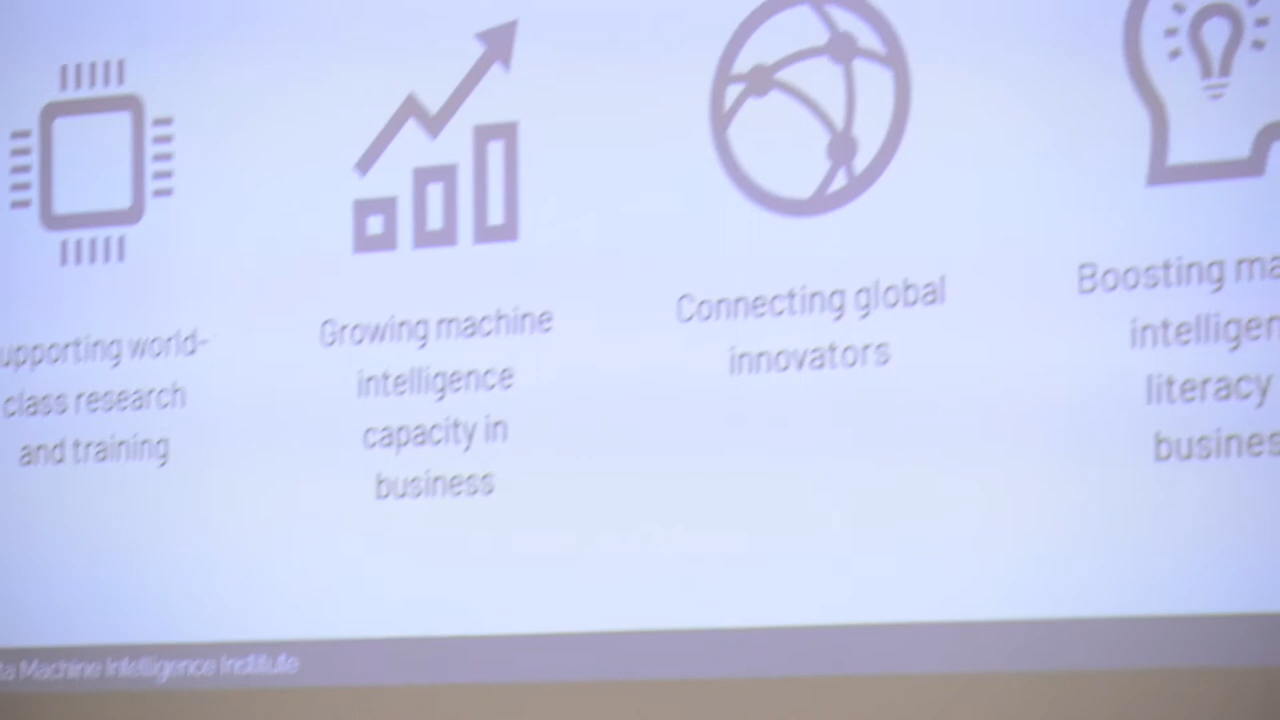 upporting world-
class research
and training
Growing machine
intelligence
capacity in
business
Connecting global
innovators
Boosting ma
intelligen
literacy
busines
ta Machine Intelligence Institute